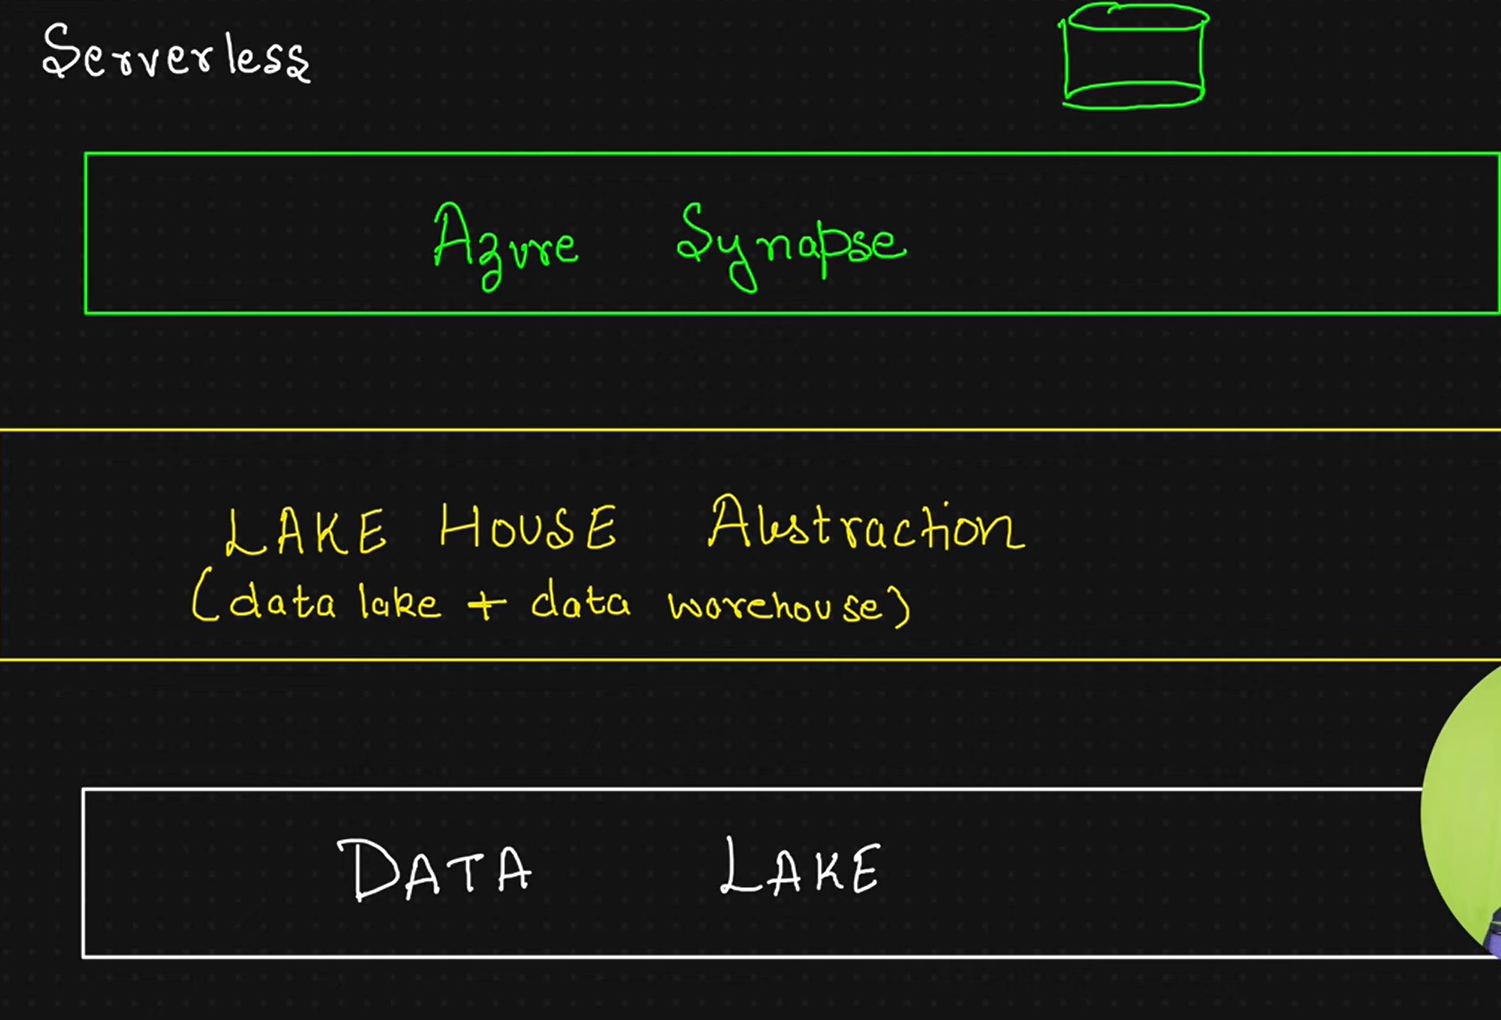 Serverless
Azure Synapse
LAKE HOUSE Abstraction
(data lake + data warehouse)
DATA LAKE